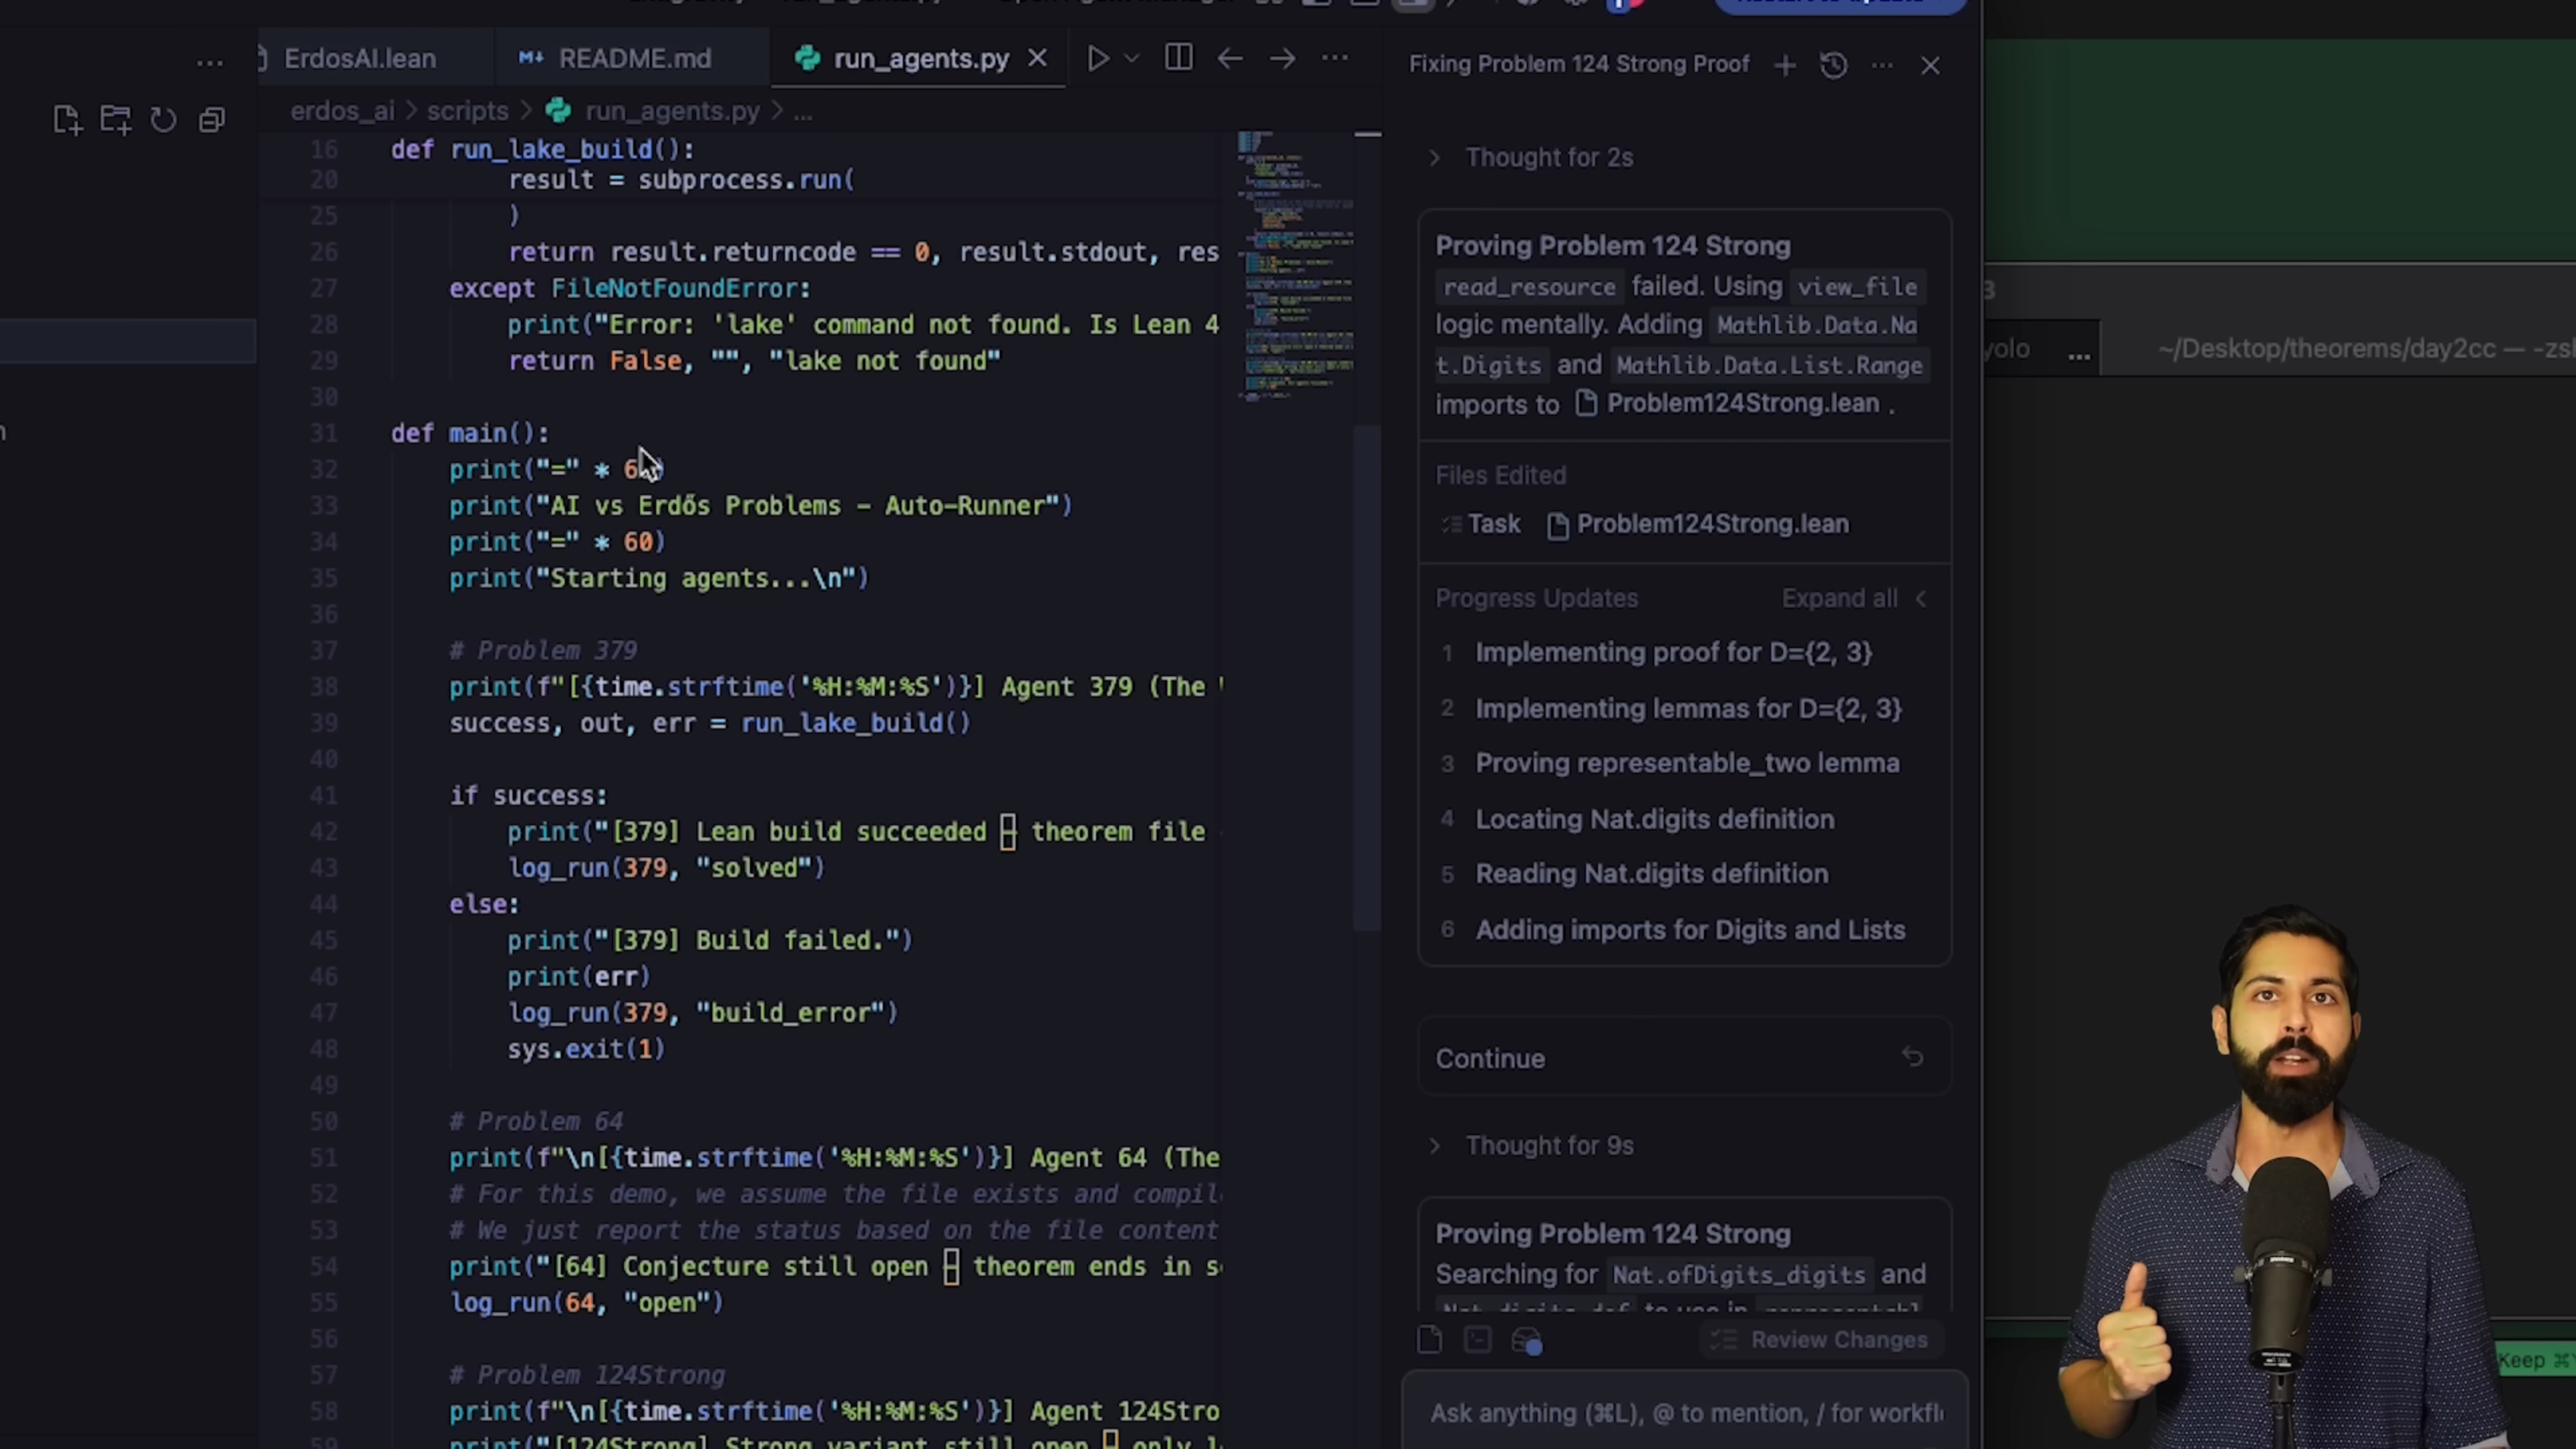 ErdosAI.lean
README.md
run_agents.py
Fixing Problem 124 Strong Proof
erdos_ai > scripts > run_agents.py > ...
16 def run_lake_build():
20 result = subprocess.run(
25 )
26 return result.returncode == 0, result.stdout, res
27 except FileNotFoundError:
28 print("Error: 'lake' command not found. Is Lean 4
29 return False, "", "lake not found"
30
31 def main():
32 print("=" * 6
33 print("AI vs Erdős Problems – Auto-Runner")
34 print("=" * 60)
35 print("Starting agents...\n")
36
37 # Problem 379
38 print(f"[{time.strftime('%H:%M:%S')}] Agent 379 (The
39 success, out, err = run_lake_build()
40
41 if success:
42 print("[379] Lean build succeeded – theorem file
43 log_run(379, "solved")
44 else:
45 print("[379] Build failed.")
46 print(err)
47 log_run(379, "build_error")
48 sys.exit(1)
49
50 # Problem 64
51 print(f"\n[{time.strftime('%H:%M:%S')}] Agent 64 (The
52 # For this demo, we assume the file exists and compil
53 # We just report the status based on the file content
54 print("[64] Conjecture still open – theorem ends in s
55 log_run(64, "open")
56
57 # Problem 124Strong
58 print(f"\n[{time.strftime('%H:%M:%S')}] Agent 124Stro
print("[124Strong] Strong variant still open – only
Thought for 2s
Proving Problem 124 Strong
read_resource failed. Using view_file
logic mentally. Adding Mathlib.Data.Na
t.Digits and Mathlib.Data.List.Range
imports to Problem124Strong.lean .
Files Edited
Task Problem124Strong.lean
Progress Updates Expand all <
1 Implementing proof for D={2, 3}
2 Implementing lemmas for D={2, 3}
3 Proving representable_two lemma
4 Locating Nat.digits definition
5 Reading Nat.digits definition
6 Adding imports for Digits and Lists
Continue
Thought for 9s
Proving Problem 124 Strong
Searching for Nat.ofDigits_digits and
Review Changes
Ask anything (⌘L), @ to mention, / for workfl
yolo ...
~/Desktop/theorems/day2cc — -zsh
Keep ⌘